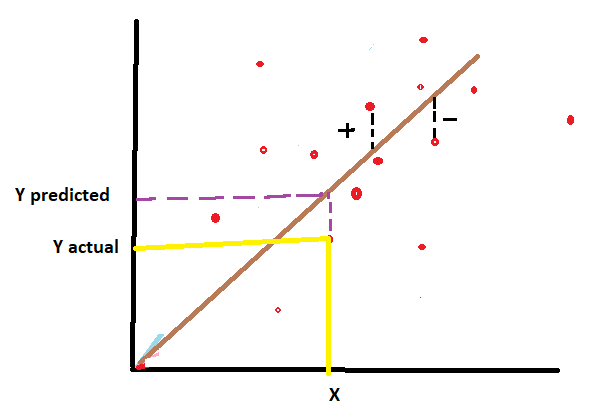 +
–
Y predicted
Y actual
X